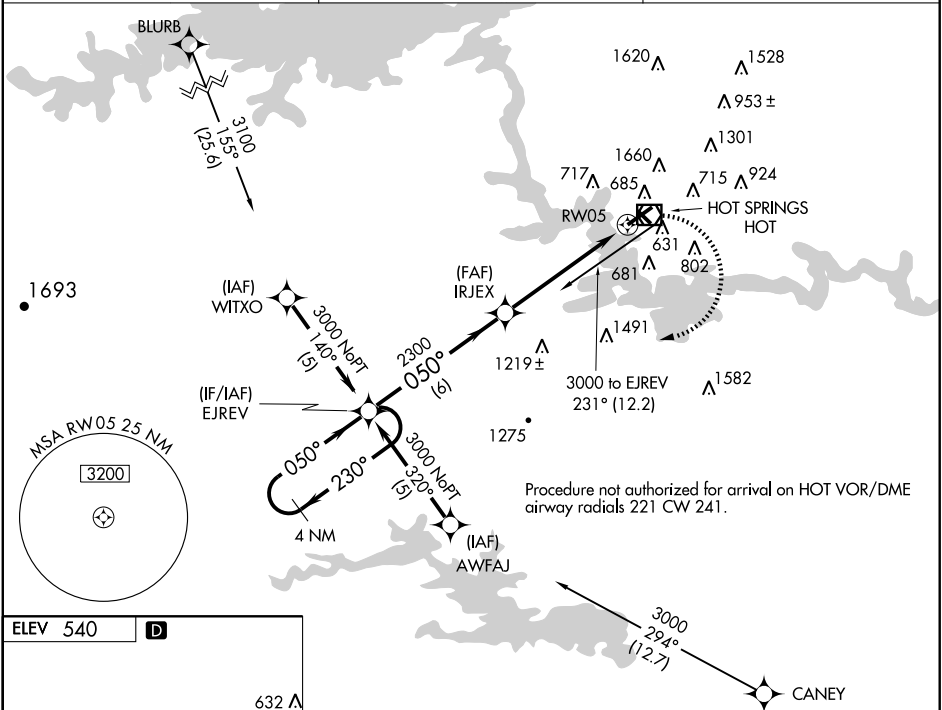 BLURB
3100
155°
(25.6)
1620
1528
953 ±
1301
1660
717
685
715
924
RW05
HOT SPRINGS
HOT
631
681
802
1693
(IAF)
WITXO
3000 NoPT
140°
(5)
(FAF)
IRJEX
2300
050°
(6)
1491
1219 ±
3000 to EJREV
231° (12.2)
1582
(IF/IAF)
EJREV
050°
230°
4 NM
3000 NoPT
320°
(5)
1275
MSA RW05 25 NM
3200
Procedure not authorized for arrival on HOT VOR/DME
airway radials 221 CW 241.
(IAF)
AWFAJ
3000
294°
(12.7)
CANEY
ELEV 540
D
632